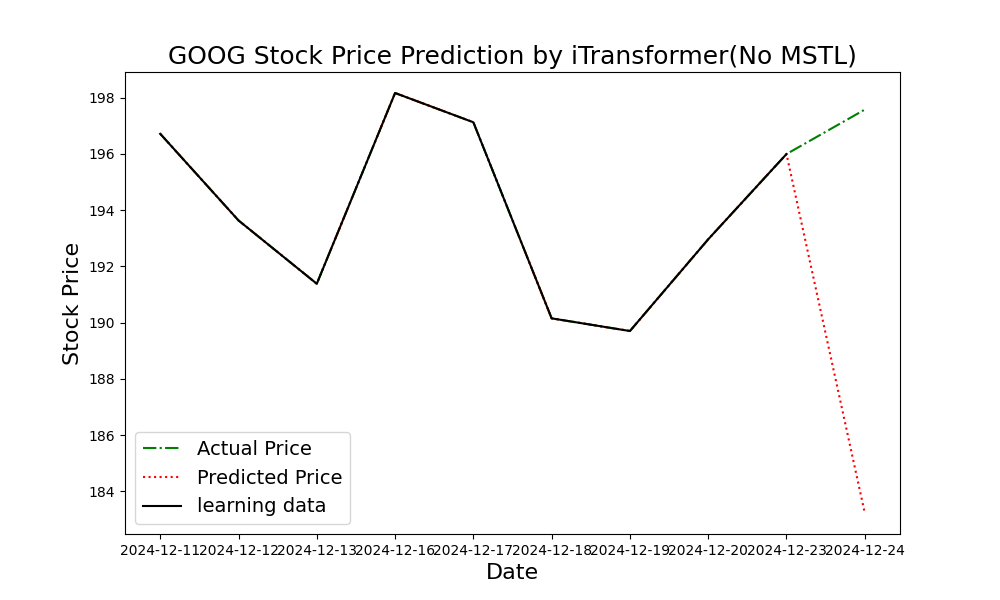 GOOG Stock Price Prediction by iTransformer(No MSTL)
198
196
194
192
190
188
186
184
Stock Price
Actual Price
Predicted Price
learning data
2024-12-11 2024-12-12 2024-12-13 2024-12-16 2024-12-17 2024-12-18 2024-12-19 2024-12-20 2024-12-23 2024-12-24
Date